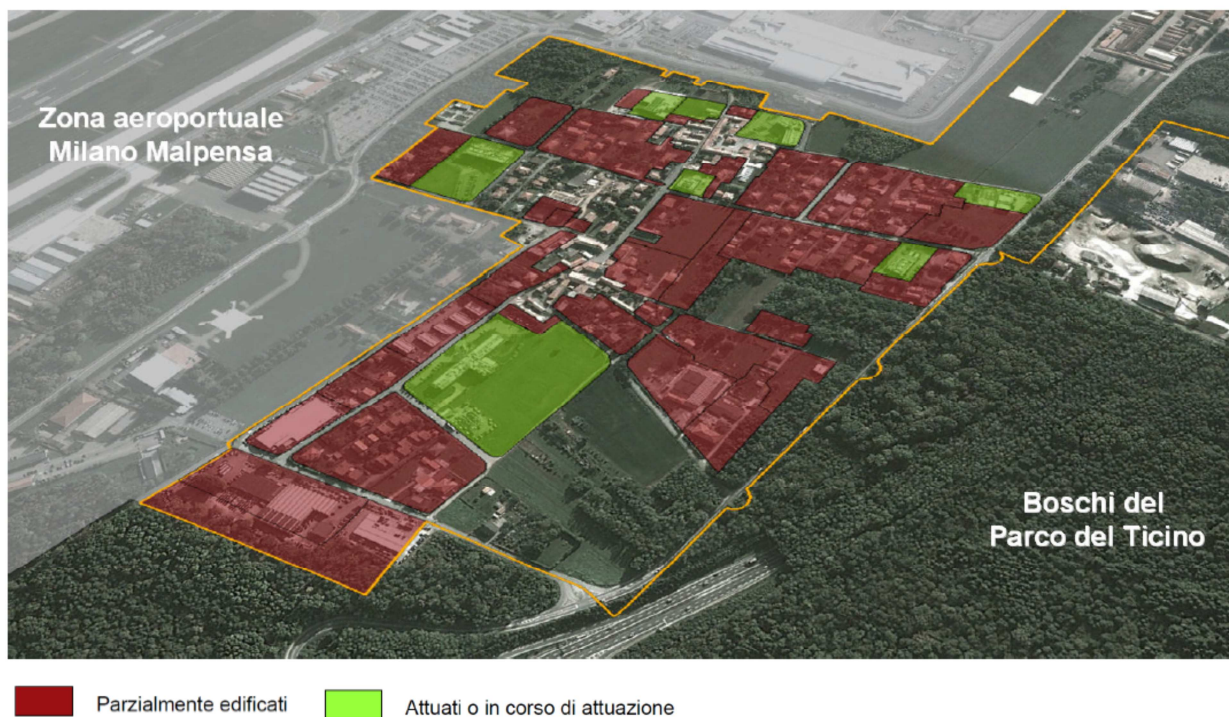 Zona aeroportuale
Milano Malpensa
Boschi del
Parco del Ticino
Parzialmente edificati
Attuati o in corso di attuazione